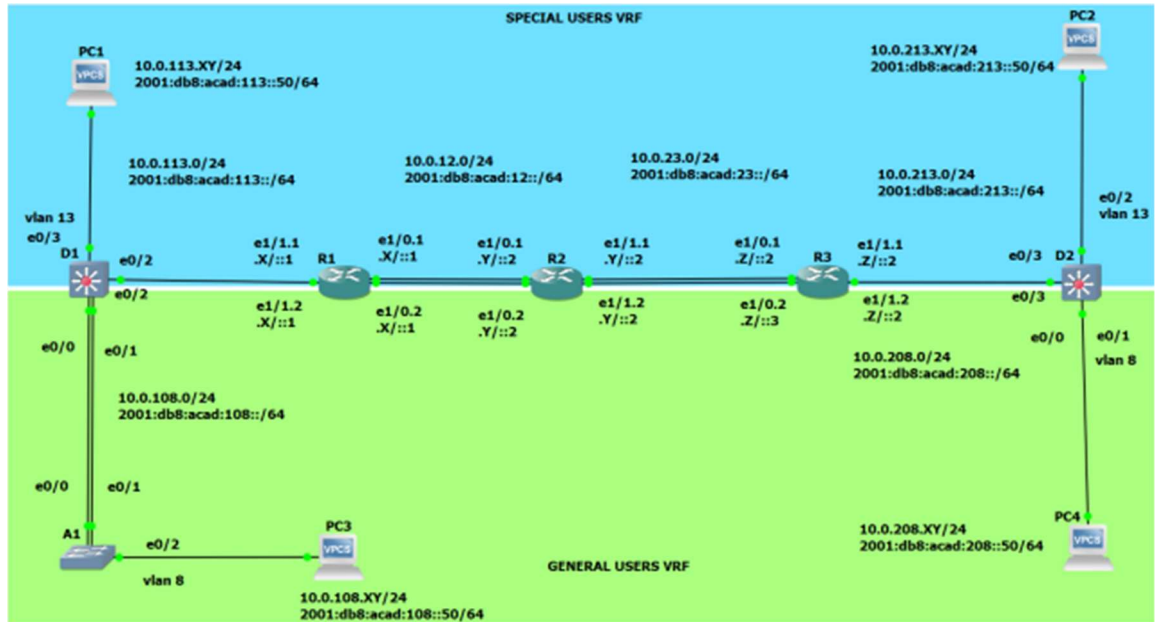 SPECIAL USERS VRF
PC1
VPCS
10.0.113.XY/24
2001:db8:acad:113::50/64
PC2
VPCS
10.0.213.XY/24
2001:db8:acad:213::50/64
10.0.113.0/24
2001:db8:acad:113::/64
10.0.12.0/24
2001:db8:acad:12::/64
10.0.23.0/24
2001:db8:acad:23::/64
10.0.213.0/24
2001:db8:acad:213::/64
vlan 13
e0/3
e0/2
vlan 13
D1
e0/2
e1/1.1
.X/::1
R1
e1/0.1
.X/::1
e1/0.1
.Y/::2
R2
e1/1.1
.Y/::2
e1/0.1
.Z/::2
R3
e1/1.1
.Z/::2
e0/3
D2
e0/2
e1/1.2
.X/::1
e1/0.2
.X/::1
e1/0.2
.Y/::2
e1/1.2
.Y/::2
e1/0.2
.Z/::3
e1/1.2
.Z/::2
e0/3
e0/0
e0/1
e0/0
e0/1
vlan 8
10.0.108.0/24
2001:db8:acad:108::/64
10.0.208.0/24
2001:db8:acad:208::/64
e0/0
e0/1
A1
e0/2
vlan 8
PC3
VPCS
10.0.108.XY/24
2001:db8:acad:108::50/64
GENERAL USERS VRF
10.0.208.XY/24
2001:db8:acad:208::50/64
PC4
VPCS